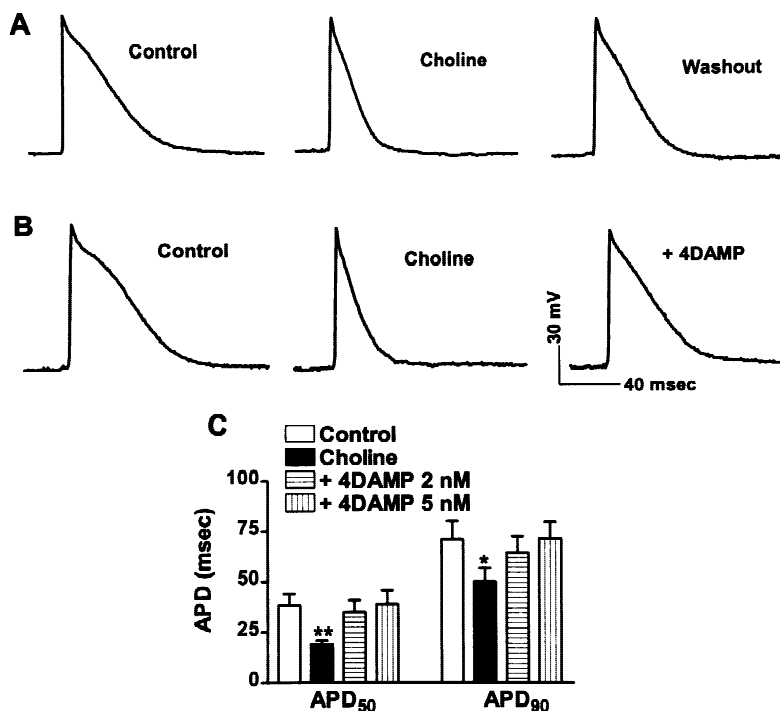 A
Control
Choline
Washout
B
Control
Choline
+ 4DAMP
30 mV
40 msec
C
Control
Choline
+ 4DAMP 2 nM
+ 4DAMP 5 nM
APD (msec)
100
75
50
25
0
**
*
APD50
APD90